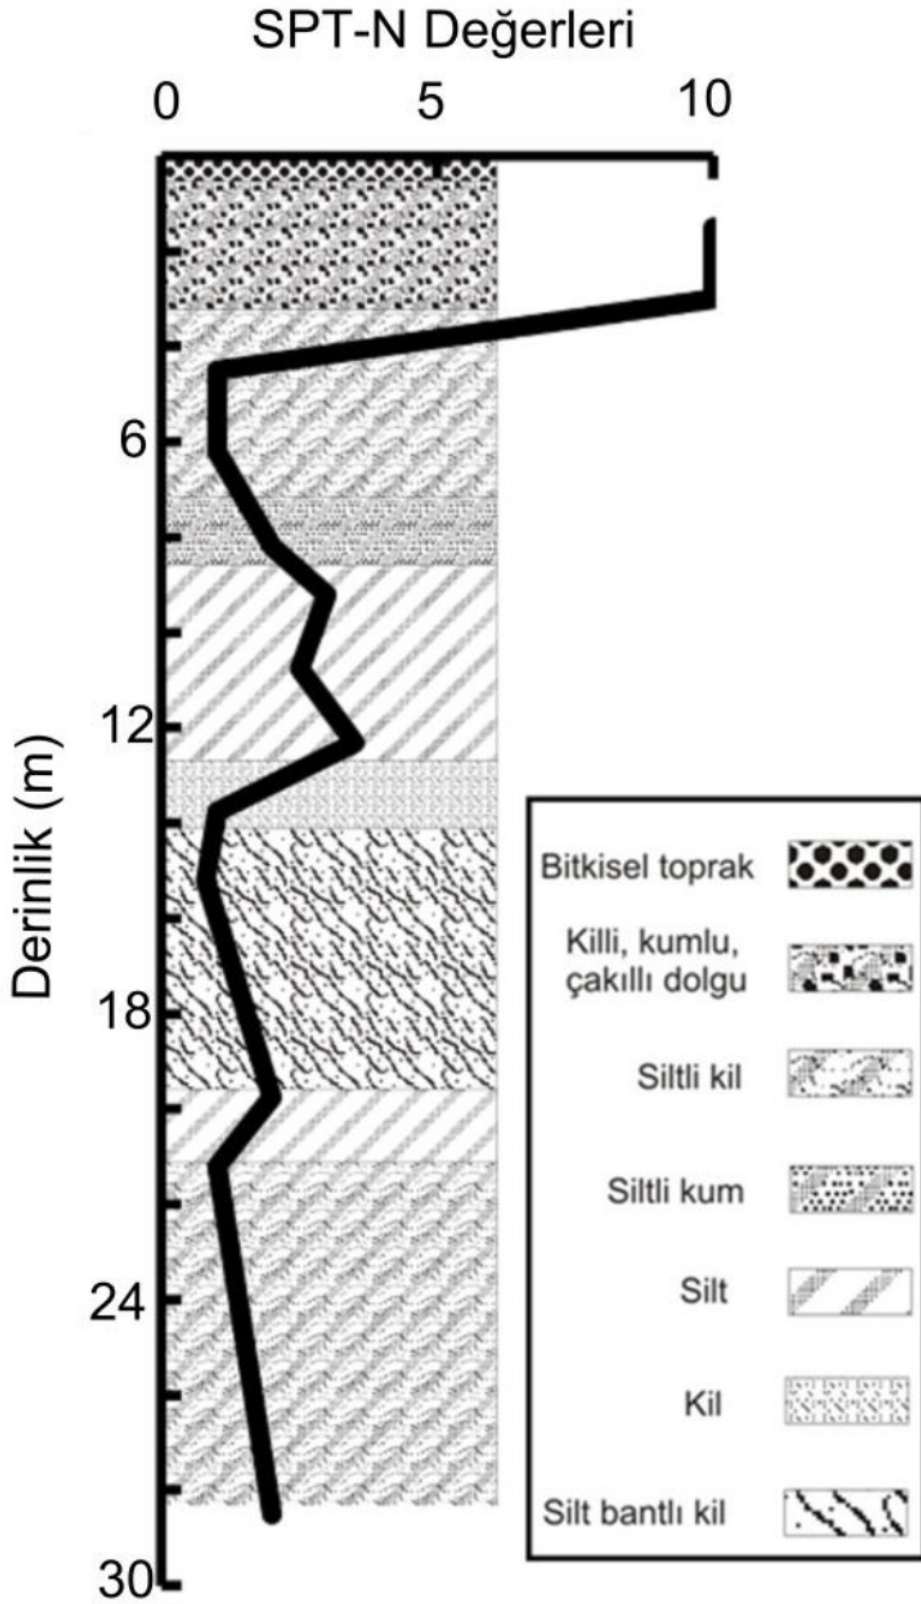 SPT-N Değerleri
0 5 10
6
12
18
24
30
Derinlik (m)
Bitkisel toprak
Killi, kumlu,
çakıllı dolgu
Siltli kil
Siltli kum
Silt
Kil
Silt bantlı kil